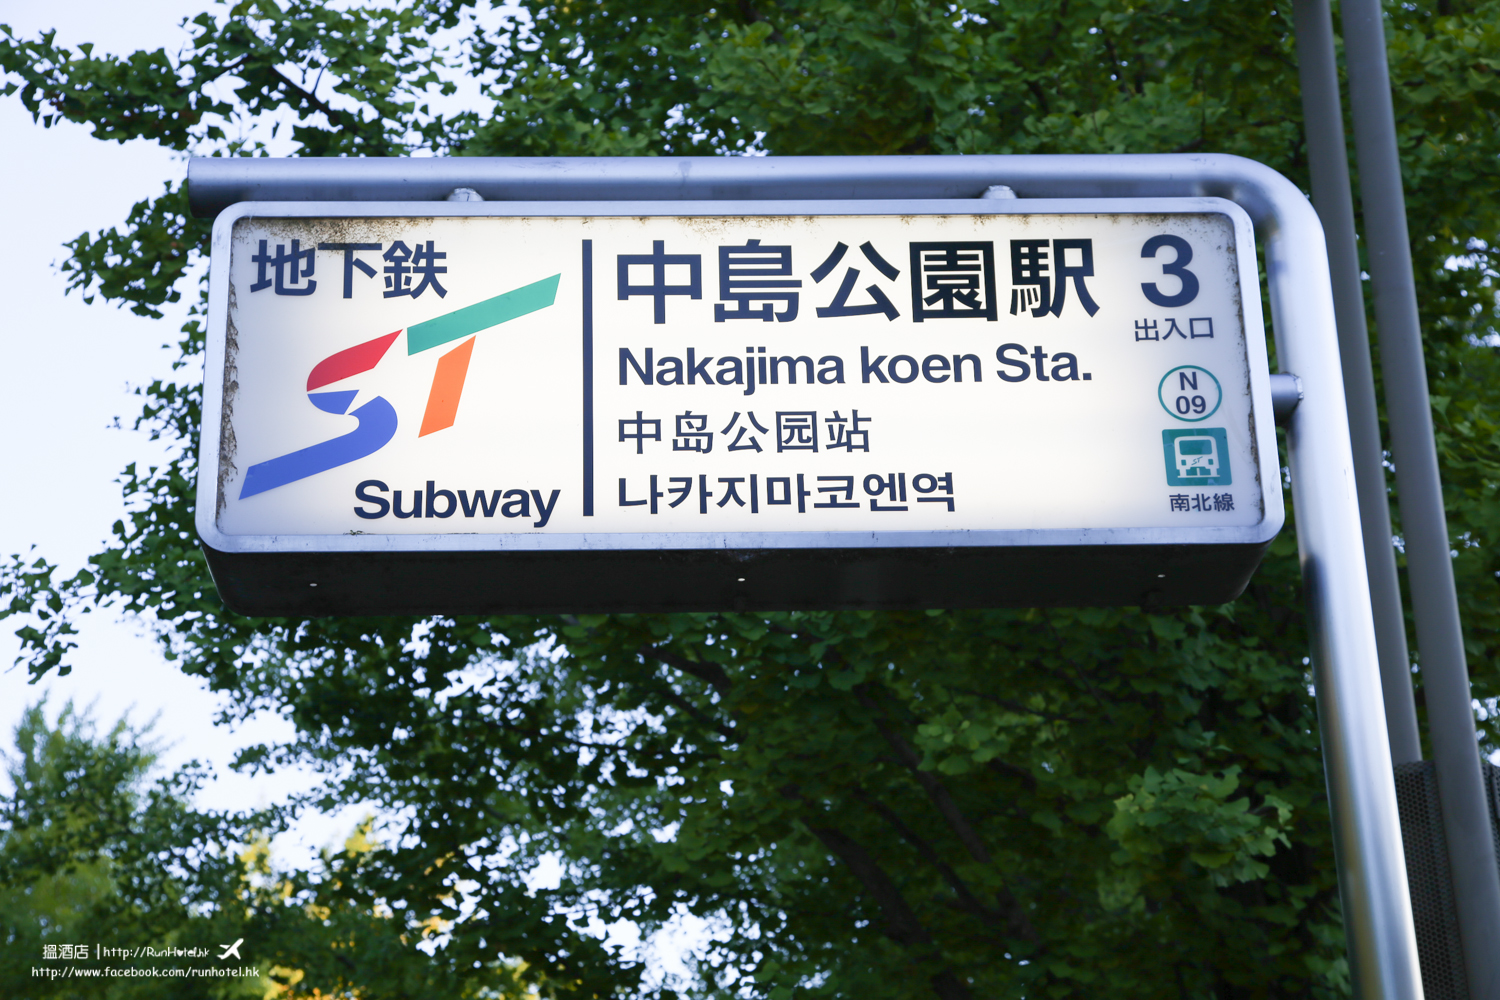 地下鉄
ST
Subway
中島公園駅
Nakajima koen Sta.
中岛公园站
나카지마코엔역
3
出入口
N
09
南北線
搵酒店 | http://RunHotel.hk
http://www.facebook.com/runhotel.hk